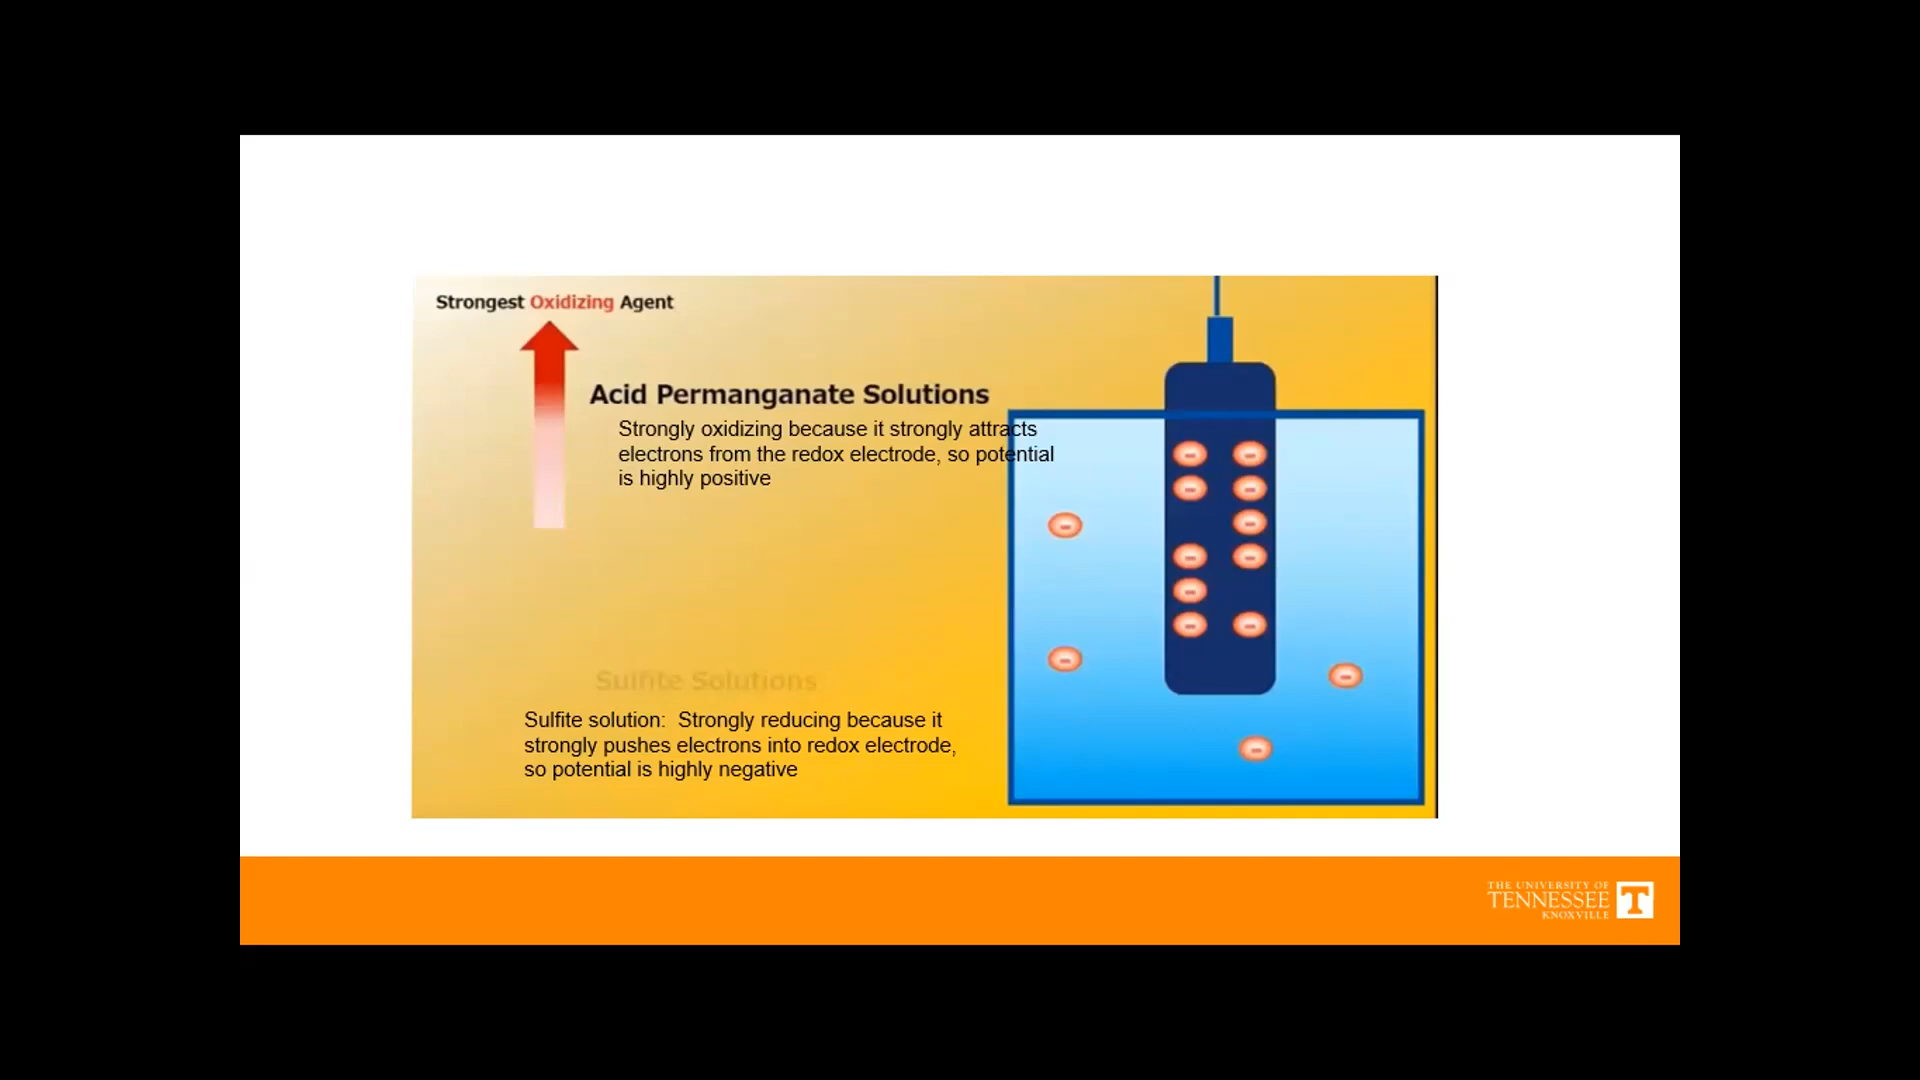 Strongest Oxidizing Agent
Acid Permanganate Solutions
Strongly oxidizing because it strongly attracts
electrons from the redox electrode, so potential
is highly positive
Sulfite Solutions
Sulfite solution:  Strongly reducing because it
strongly pushes electrons into redox electrode,
so potential is highly negative
THE UNIVERSITY OF
TENNESSEE
KNOXVILLE
T